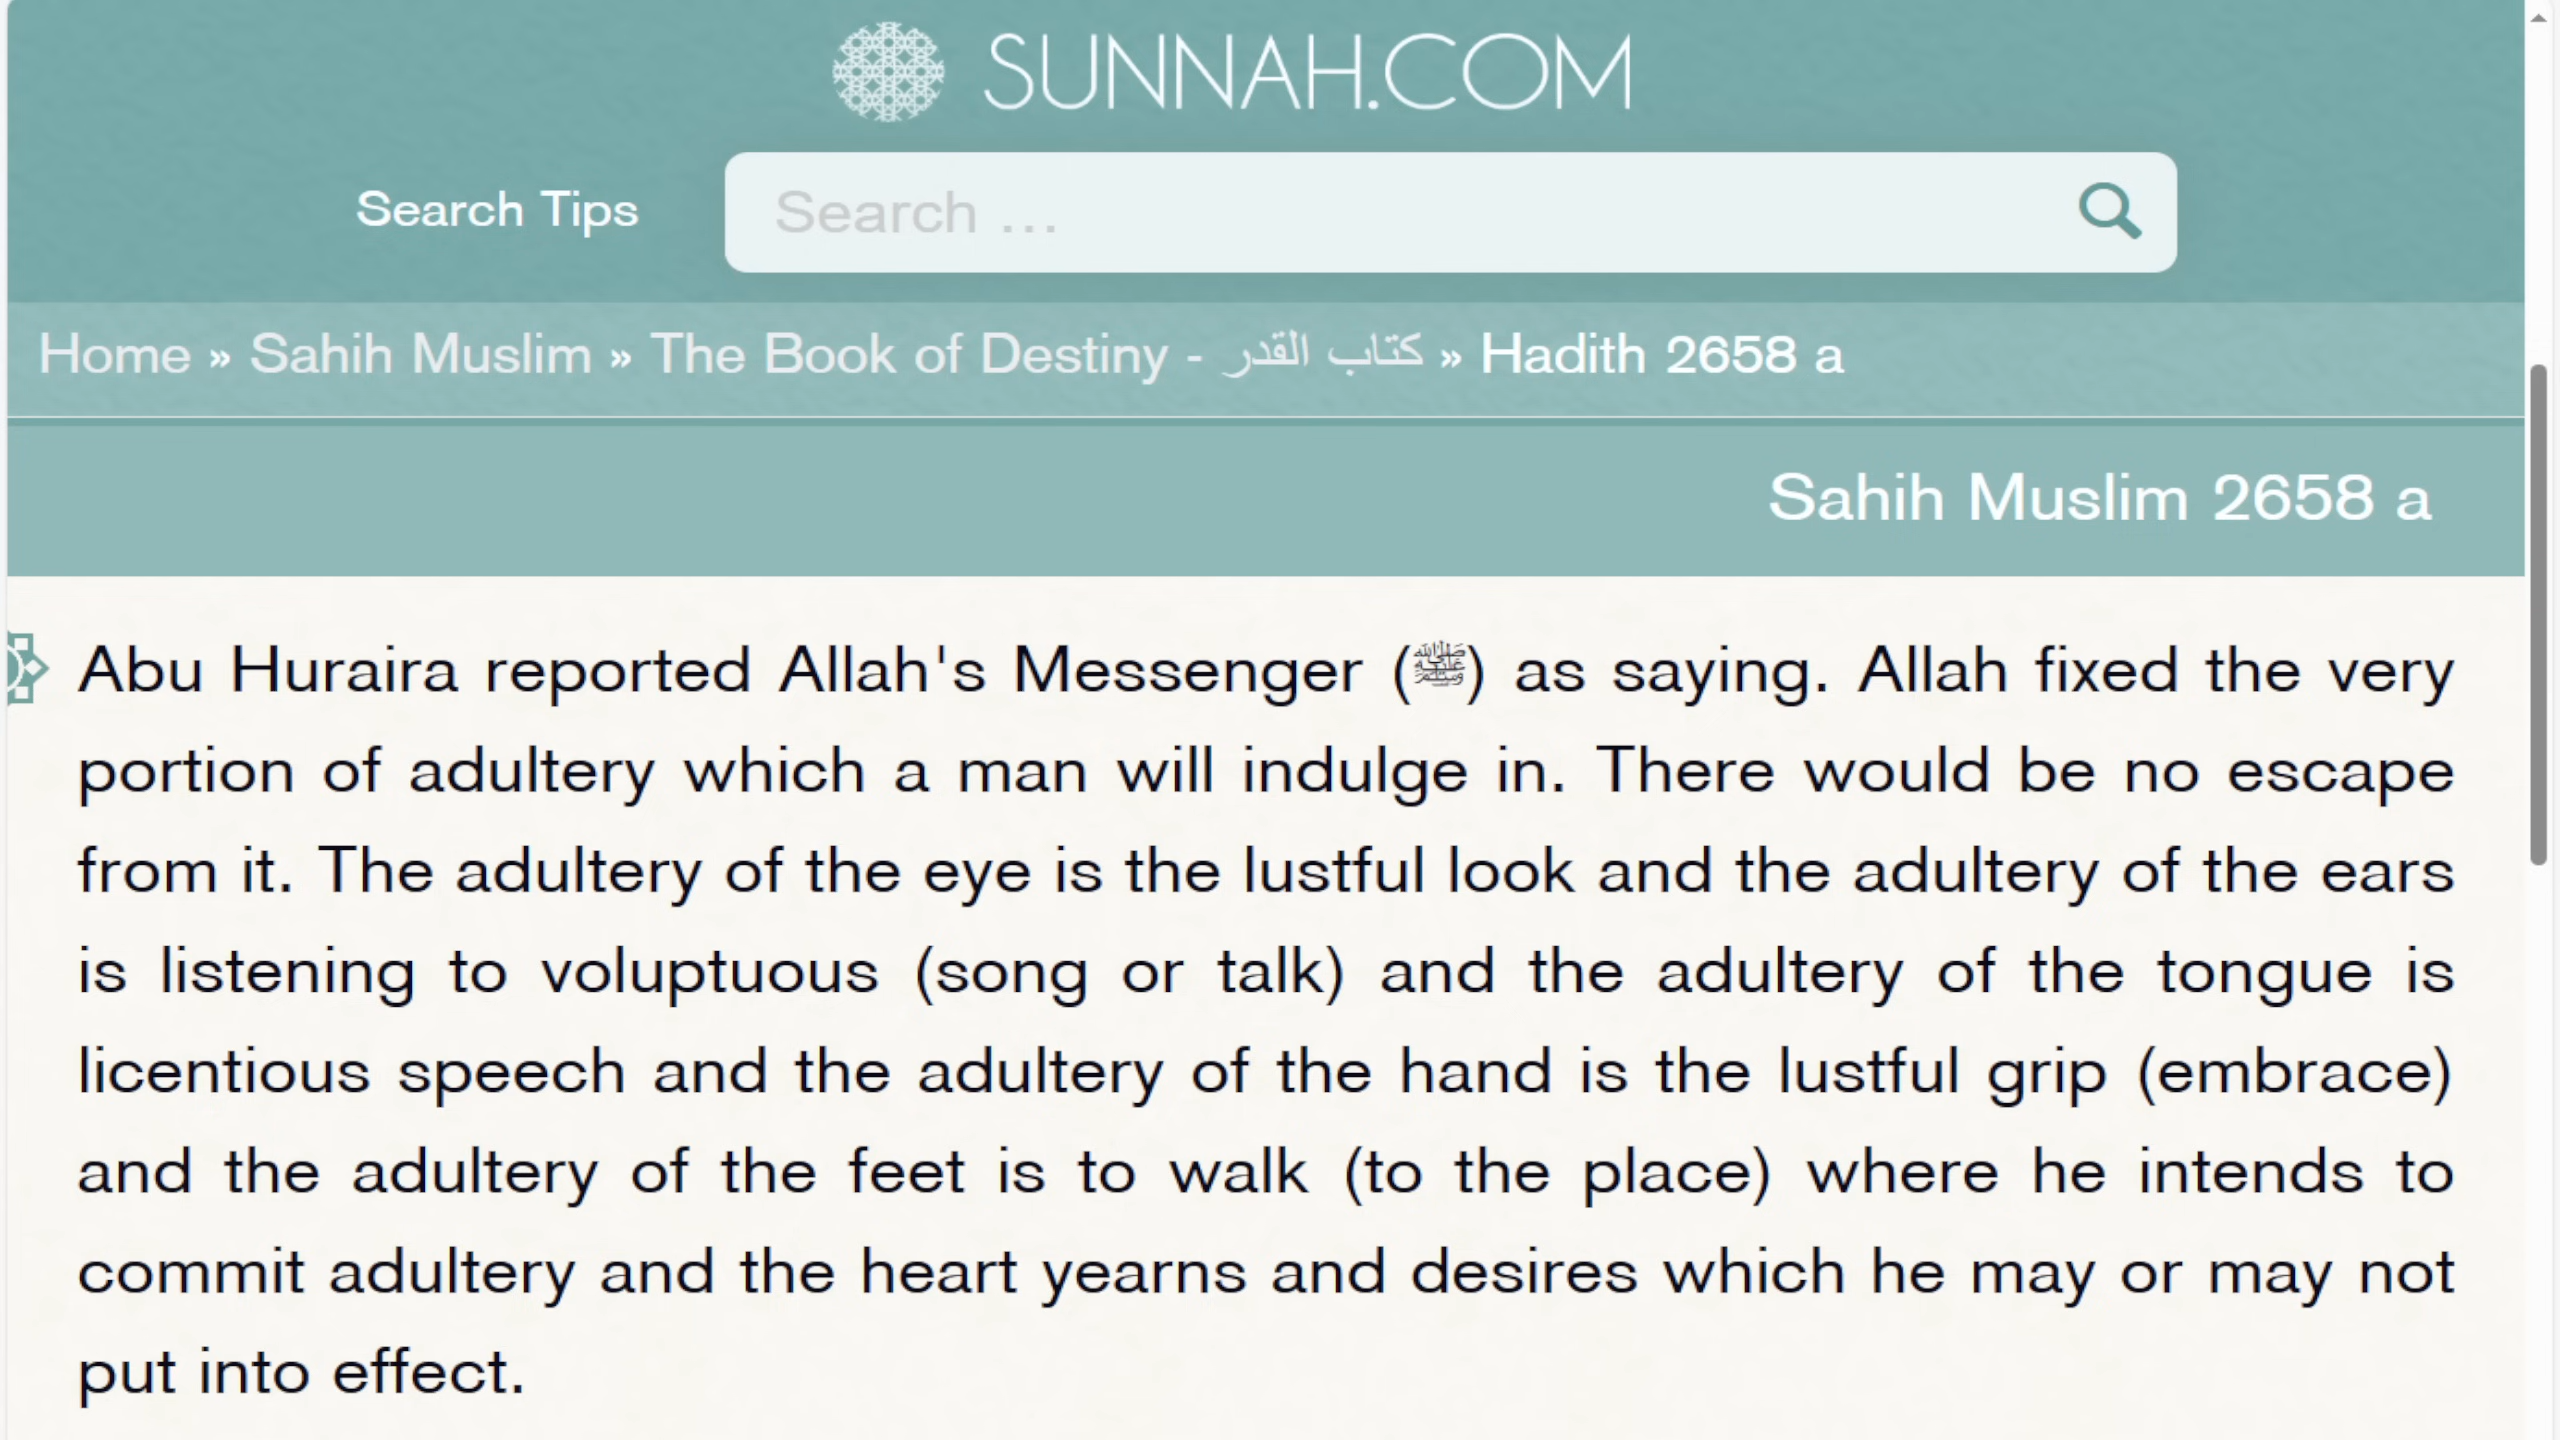 SUNNAH.COM
Search Tips
Search ...
Home » Sahih Muslim » The Book of Destiny - كتاب القدر » Hadith 2658 a
Sahih Muslim 2658 a
Abu Huraira reported Allah's Messenger (ﷺ) as saying. Allah fixed the very
portion of adultery which a man will indulge in. There would be no escape
from it. The adultery of the eye is the lustful look and the adultery of the ears
is listening to voluptuous (song or talk) and the adultery of the tongue is
licentious speech and the adultery of the hand is the lustful grip (embrace)
and the adultery of the feet is to walk (to the place) where he intends to
commit adultery and the heart yearns and desires which he may or may not
put into effect.